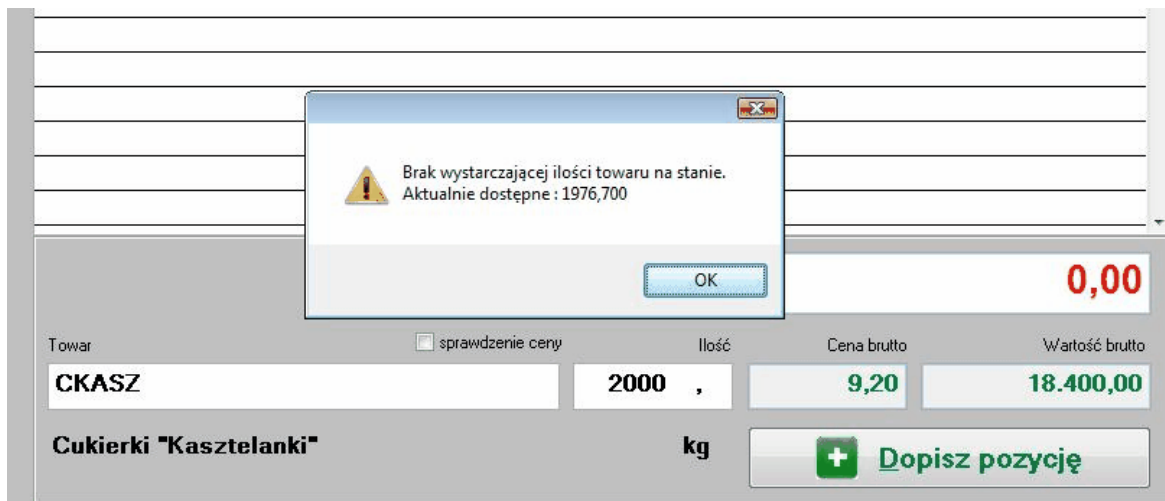 Brak wystarczającej ilości towaru na stanie.
Aktualnie dostępne : 1976,700
OK
0,00
Towar sprawdzenie ceny Ilość Cena brutto Wartość brutto
CKASZ 2000 , 9,20 18.400,00
Cukierki "Kasztelanki" kg Dopisz pozycję